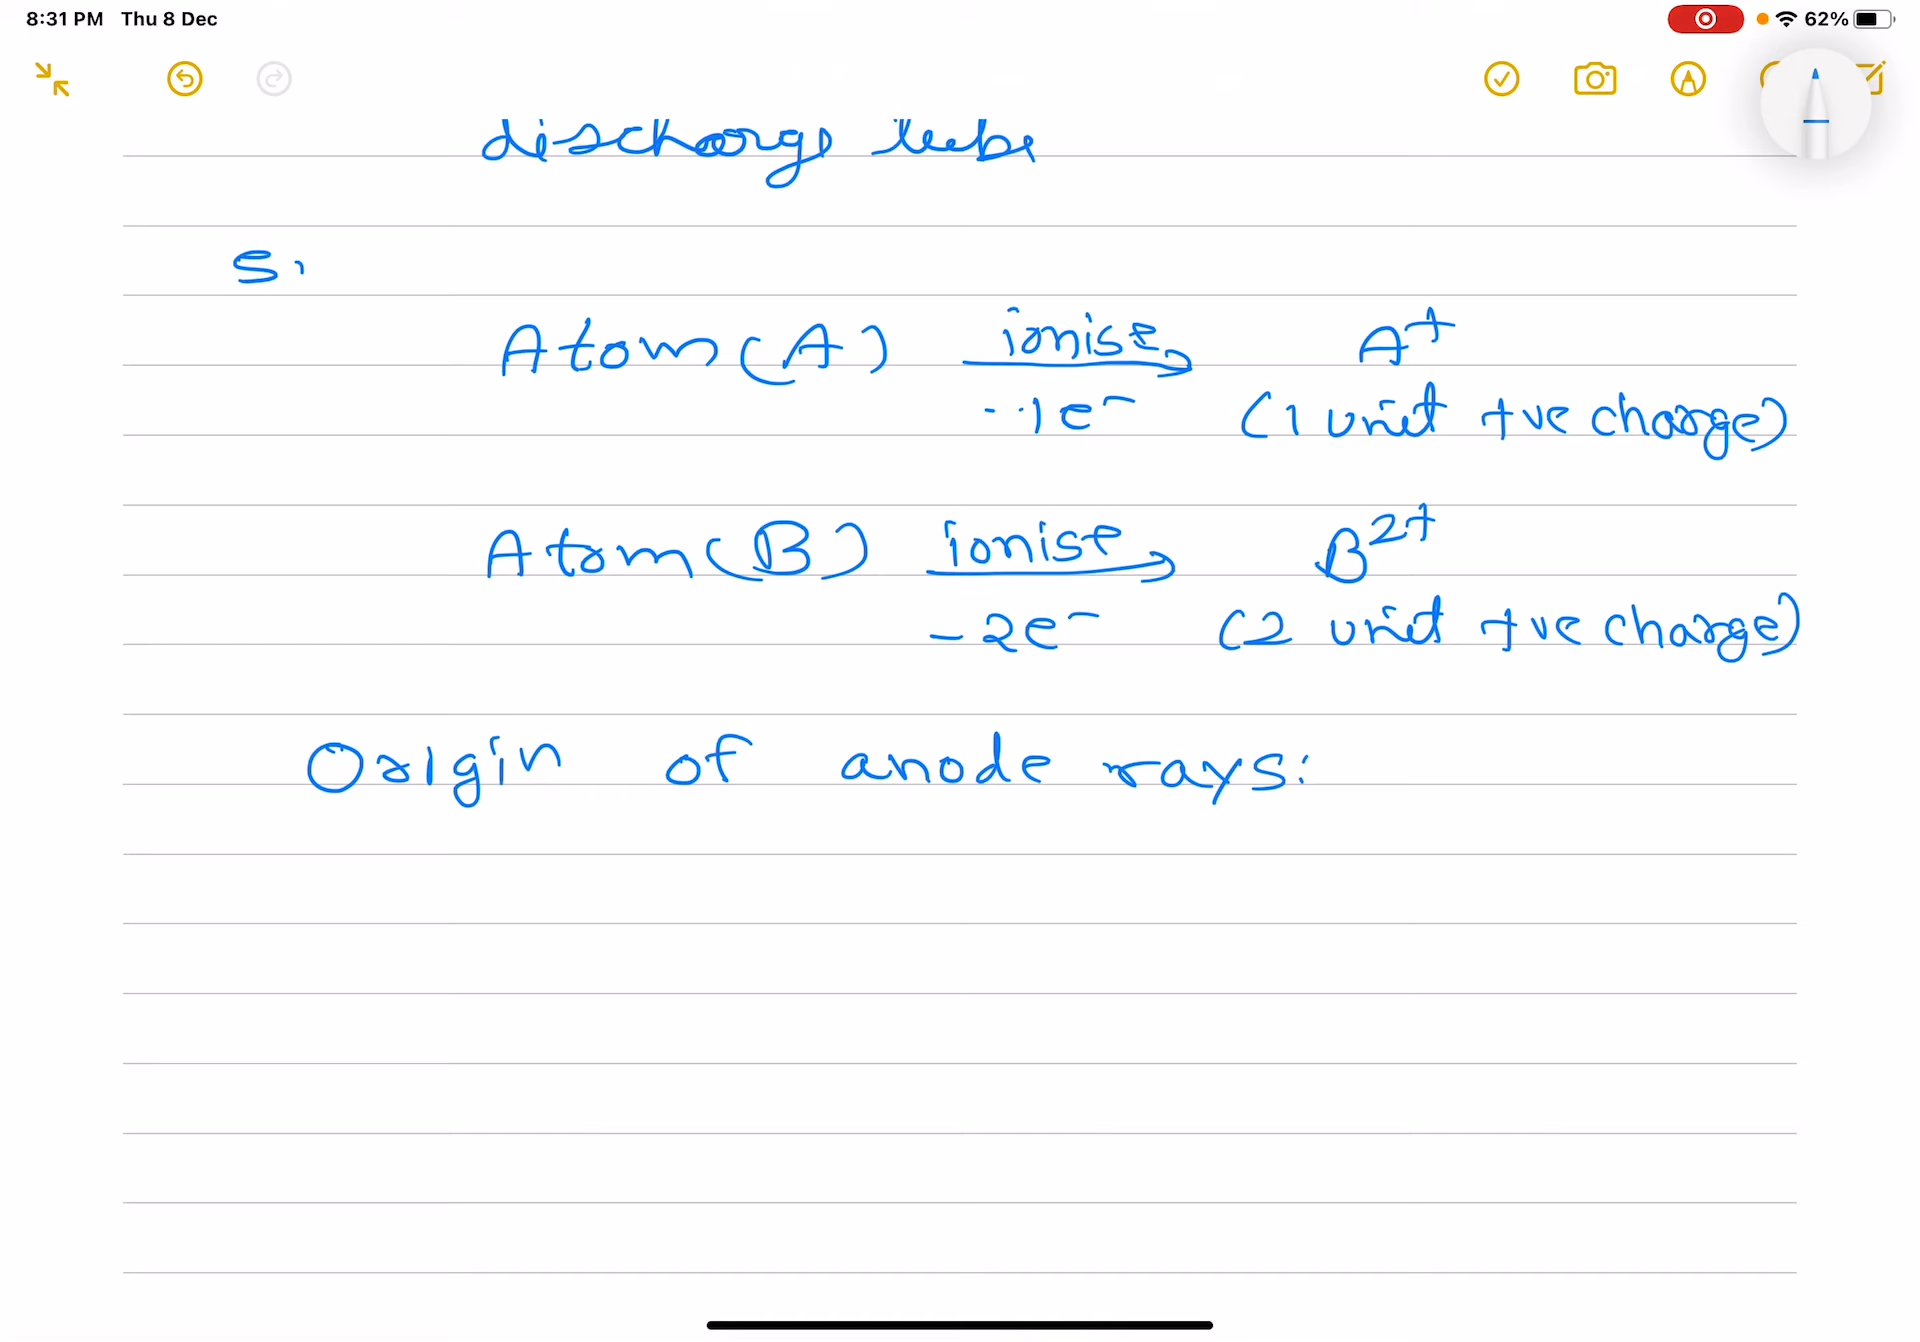 8:31 PM Thu 8 Dec 62%
discharge tube
5.
Atom (A) ionise A⁺
-1e⁻ (1 unit +ve charge)
Atom (B) ionise B²⁺
-2e⁻ (2 unit +ve charge)
Origin of anode rays: